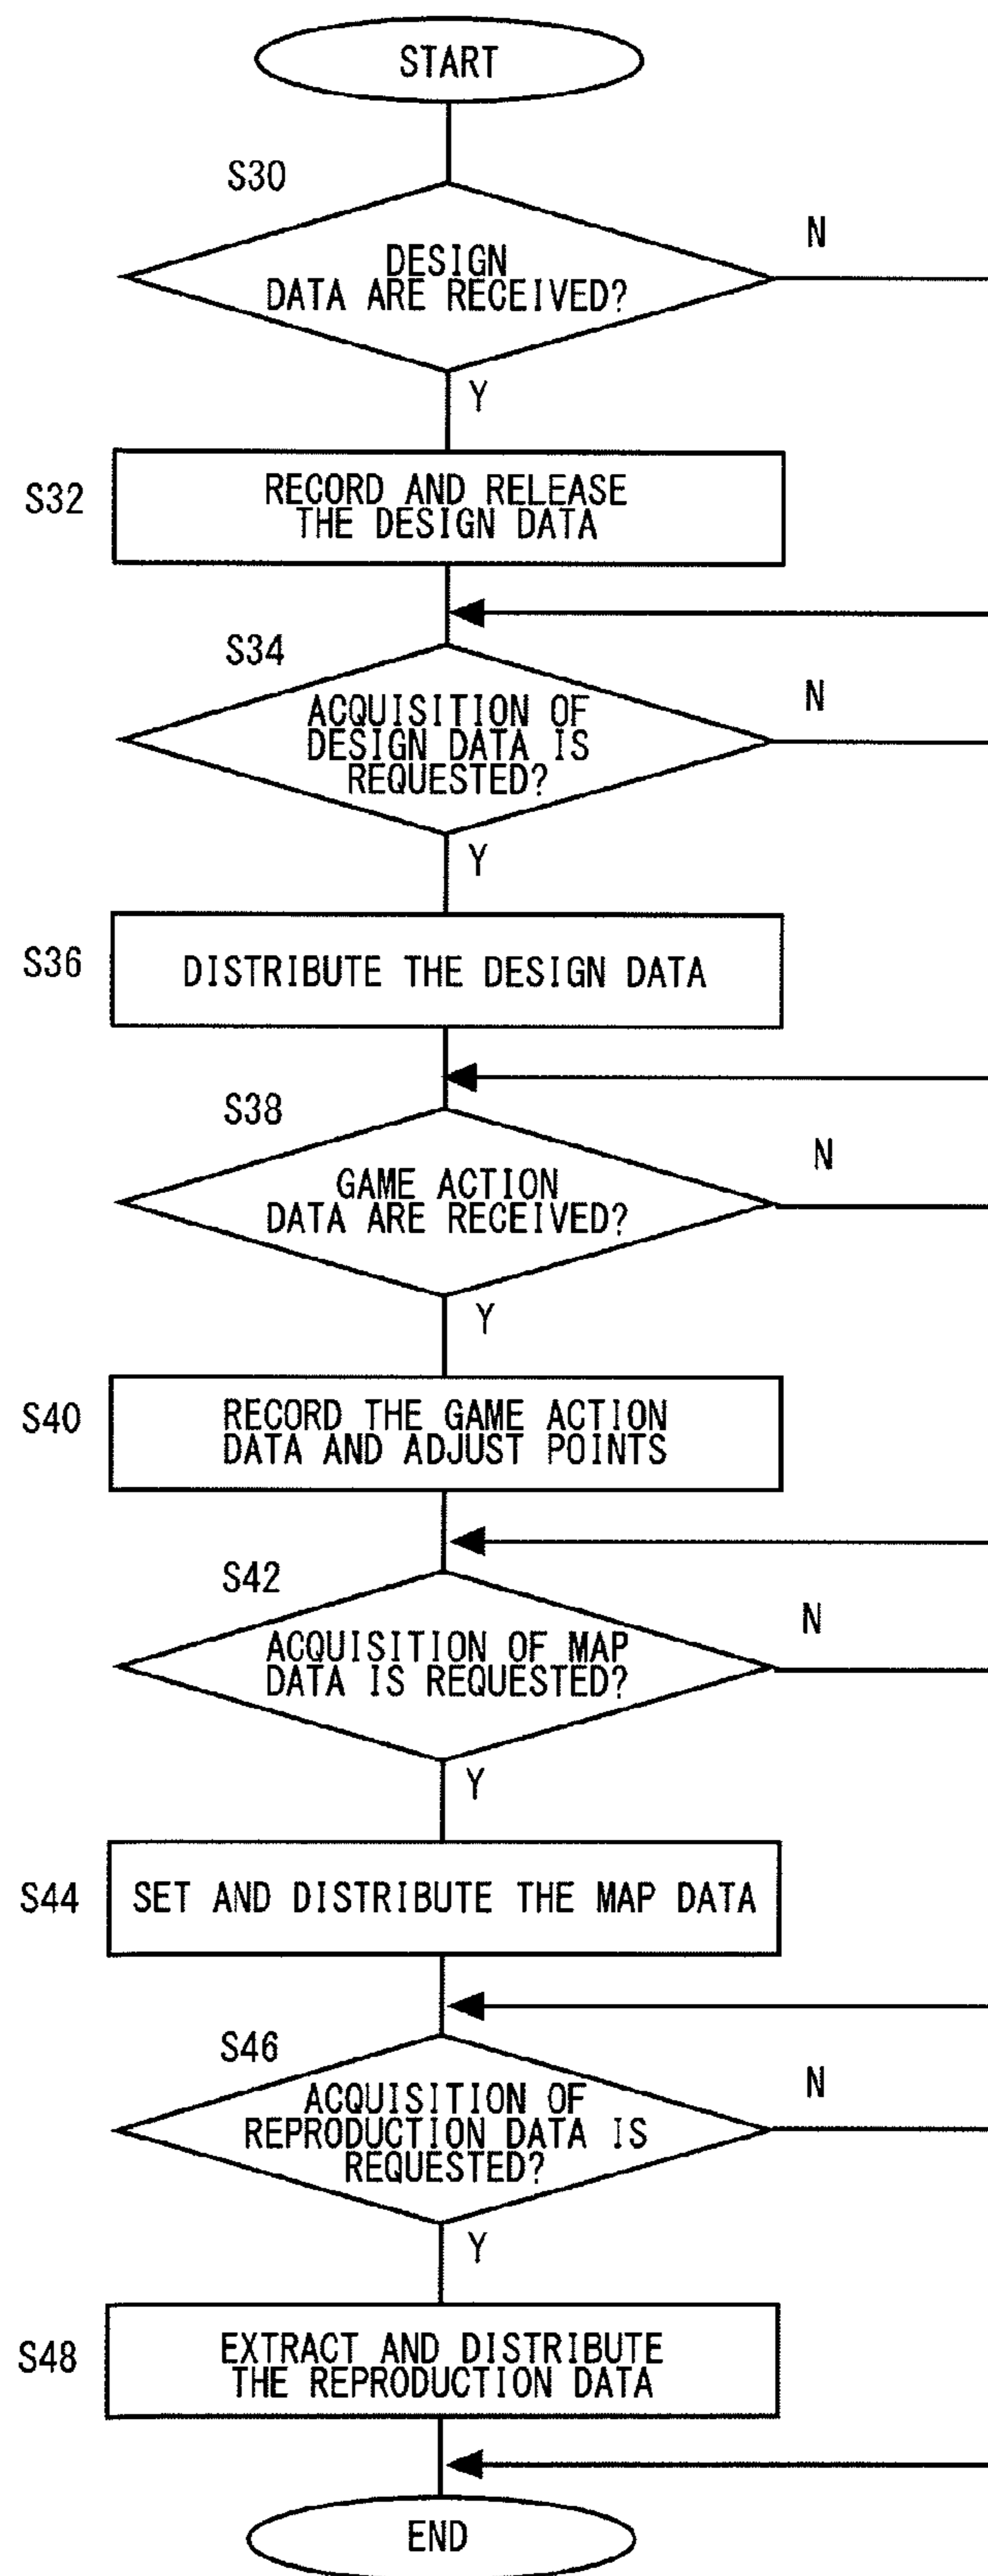 START
S30
N
DESIGN
DATA ARE RECEIVED?
Y
S32
RECORD AND RELEASE
THE DESIGN DATA
S34
N
ACQUISITION OF
DESIGN DATA IS
REQUESTED?
Y
S36
DISTRIBUTE THE DESIGN DATA
S38
N
GAME ACTION
DATA ARE RECEIVED?
Y
S40
RECORD THE GAME ACTION
DATA AND ADJUST POINTS
S42
N
ACQUISITION OF MAP
DATA IS REQUESTED?
Y
S44
SET AND DISTRIBUTE THE MAP DATA
S46
N
ACQUISITION OF
REPRODUCTION DATA IS
REQUESTED?
Y
S48
EXTRACT AND DISTRIBUTE
THE REPRODUCTION DATA
END